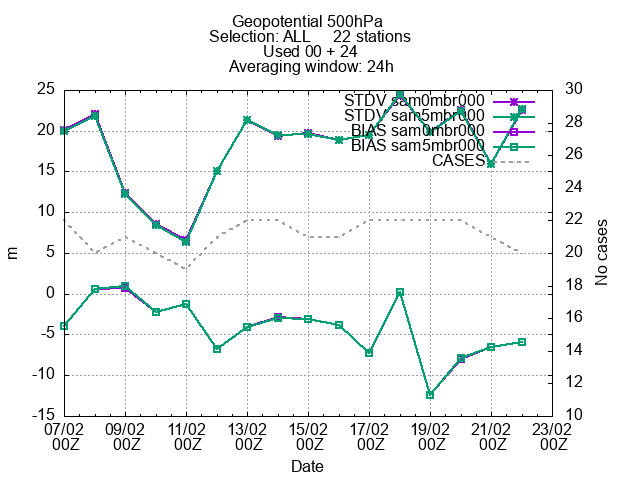 Geopotential 500hPa
Selection: ALL     22 stations
Used 00 + 24
Averaging window: 24h
STDV sam0mbr000
STDV sam5mbr000
BIAS sam0mbr000
BIAS sam5mbr000
CASES
25
20
15
10
5
0
-5
-10
-15
m
30
28
26
24
22
20
18
16
14
12
10
No cases
07/02 09/02 11/02 13/02 15/02 17/02 19/02 21/02 23/02
00Z 00Z 00Z 00Z 00Z 00Z 00Z 00Z 00Z
Date